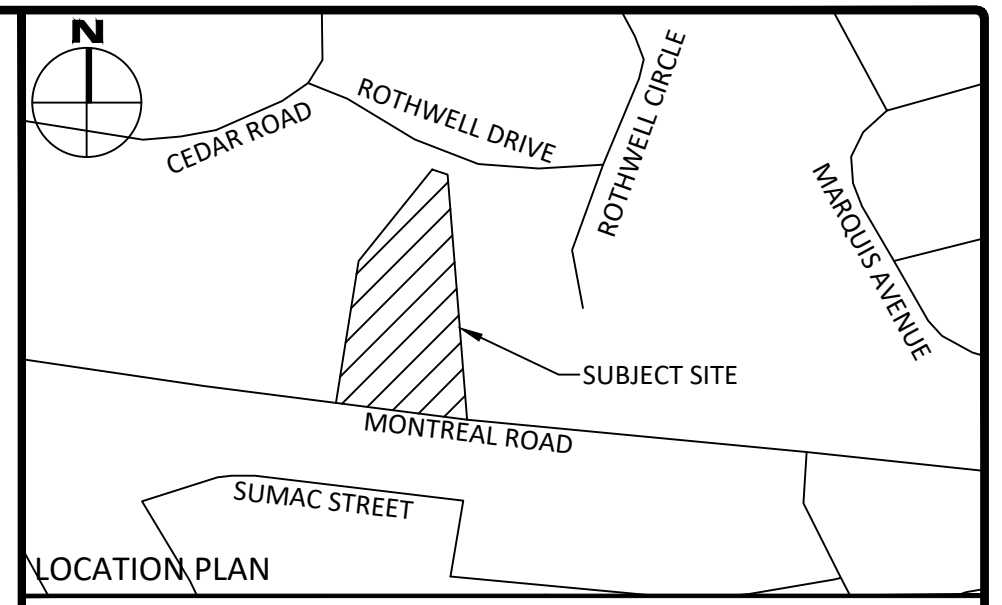 N
CEDAR ROAD
ROTHWELL DRIVE
ROTHWELL CIRCLE
MARQUIS AVENUE
SUBJECT SITE
MONTREAL ROAD
SUMAC STREET
LOCATION PLAN